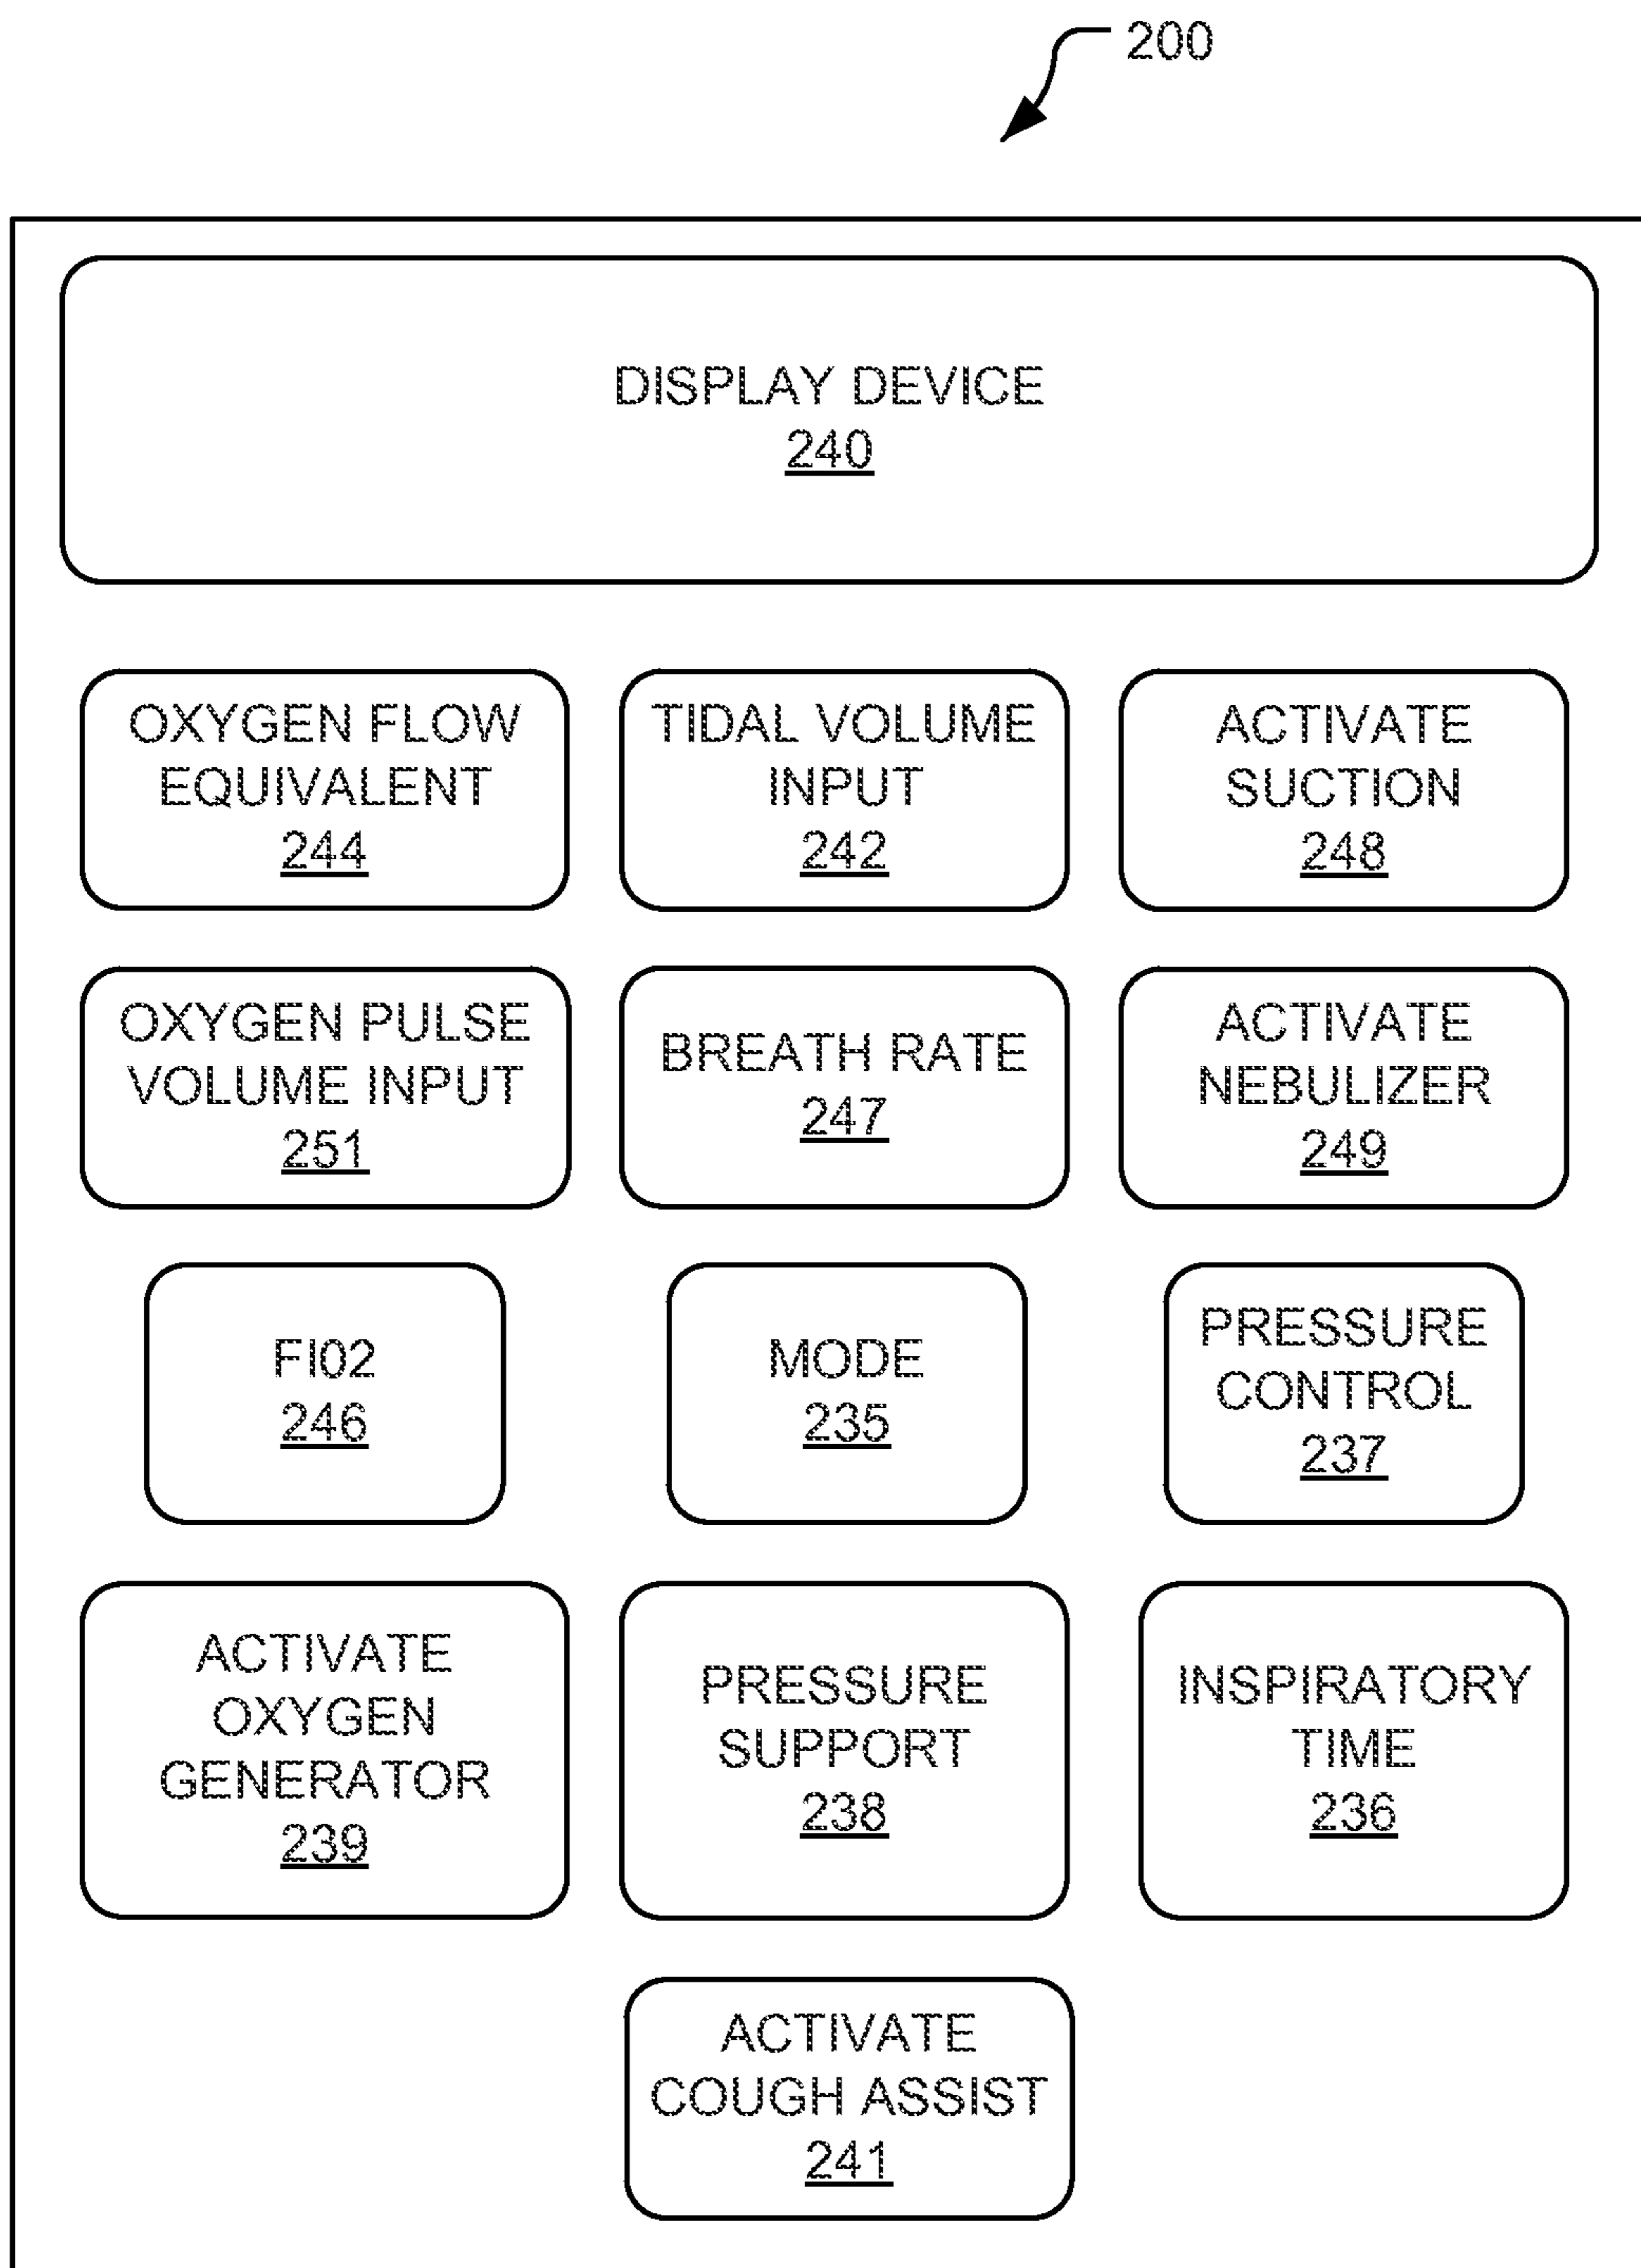 200
DISPLAY DEVICE
240
OXYGEN FLOW
EQUIVALENT
244
TIDAL VOLUME
INPUT
242
ACTIVATE
SUCTION
248
OXYGEN PULSE
VOLUME INPUT
251
BREATH RATE
247
ACTIVATE
NEBULIZER
249
FI02
246
MODE
235
PRESSURE
CONTROL
237
ACTIVATE
OXYGEN
GENERATOR
239
PRESSURE
SUPPORT
238
INSPIRATORY
TIME
236
ACTIVATE
COUGH ASSIST
241